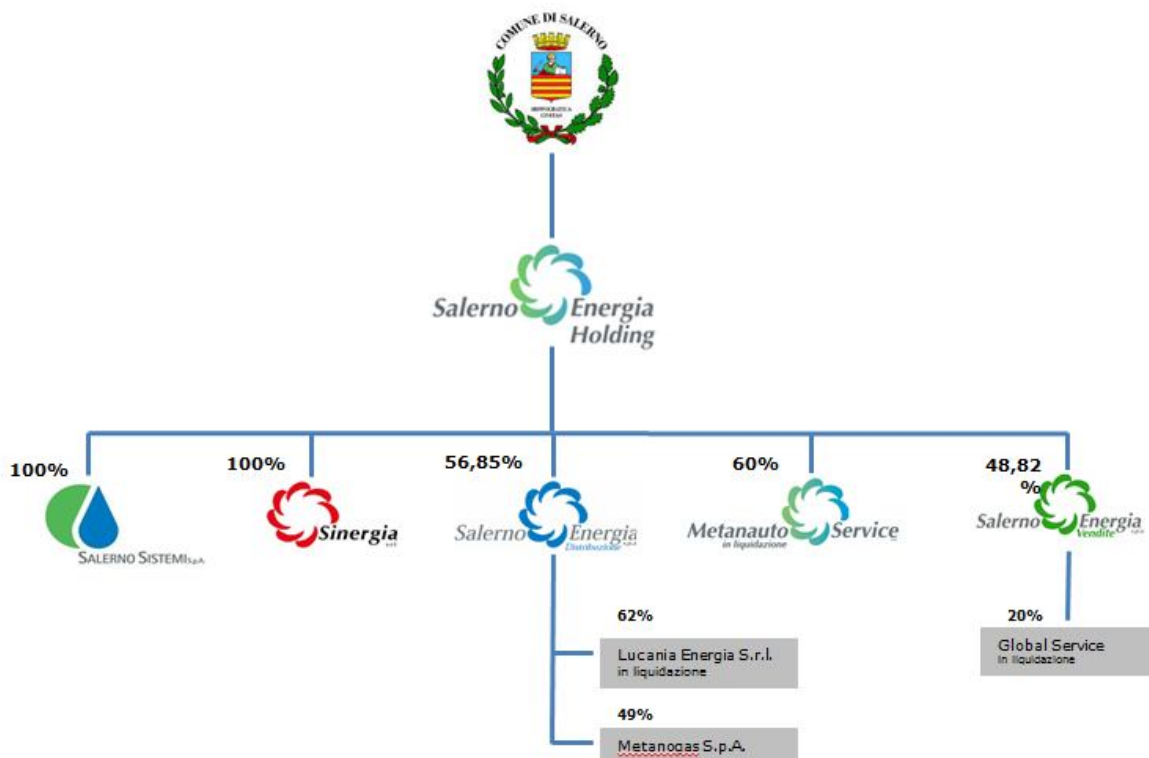 COMUNE DI SALERNO
HIPPOCRATICA
CIVITAS
Salerno Energia
Holding
100%
100%
56,85%
60%
48,82
%
SALERNO SISTEMI S.p.A.
Sinergia
Salerno Energia
Distribuzione
Metanauto Service
in liquidazione
Salerno Energia
Vendite
62%
Lucania Energia S.r.l.
in liquidazione
20%
Global Service
in liquidazione
49%
Metanogas S.p.A.